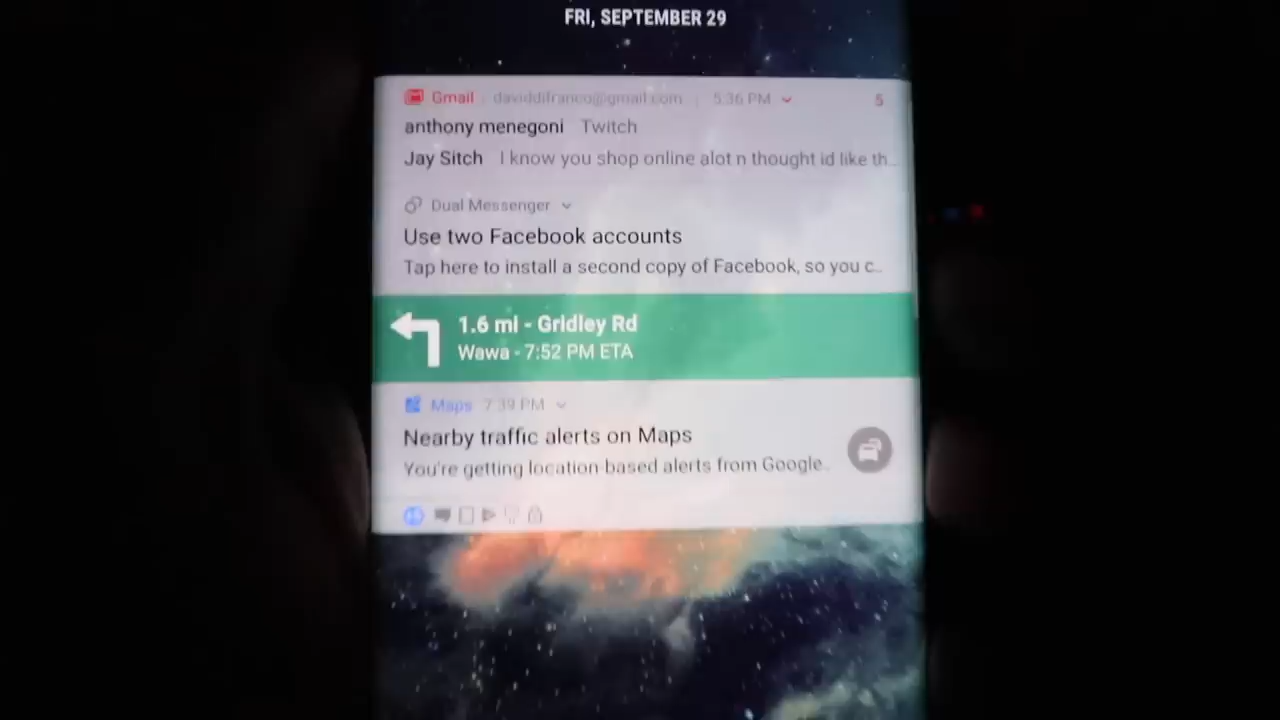 FRI, SEPTEMBER 29
Gmail · daviddifranco@gmail.com · 5:36 PM 5
anthony menegoni Twitch
Jay Sitch I know you shop online alot n thought id like th...
Dual Messenger
Use two Facebook accounts
Tap here to install a second copy of Facebook, so you c...
1.6 mi - Gridley Rd
Wawa - 7:52 PM ETA
Maps 7:39 PM
Nearby traffic alerts on Maps
You're getting location-based alerts from Google...